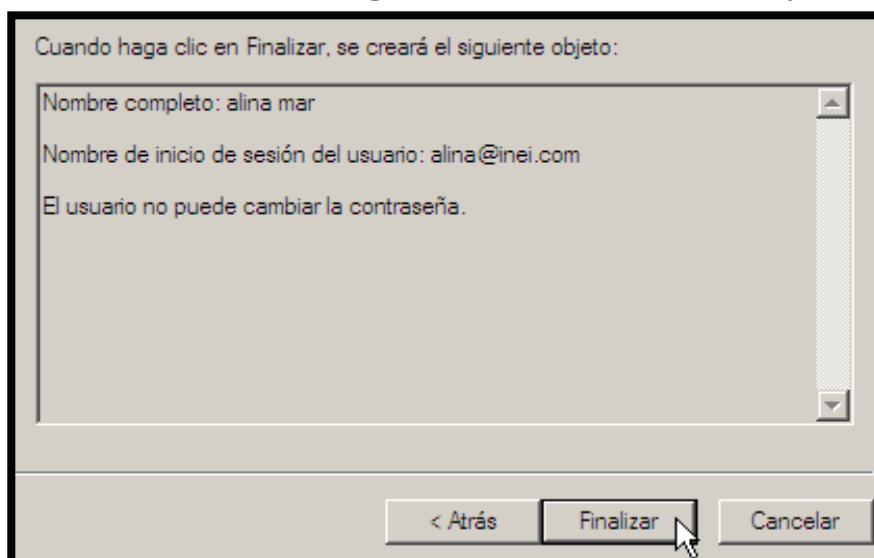 Cuando haga clic en Finalizar, se creará el siguiente objeto:
Nombre completo: alina mar
Nombre de inicio de sesión del usuario: alina@inei.com
El usuario no puede cambiar la contraseña.
< Atrás
Finalizar
Cancelar